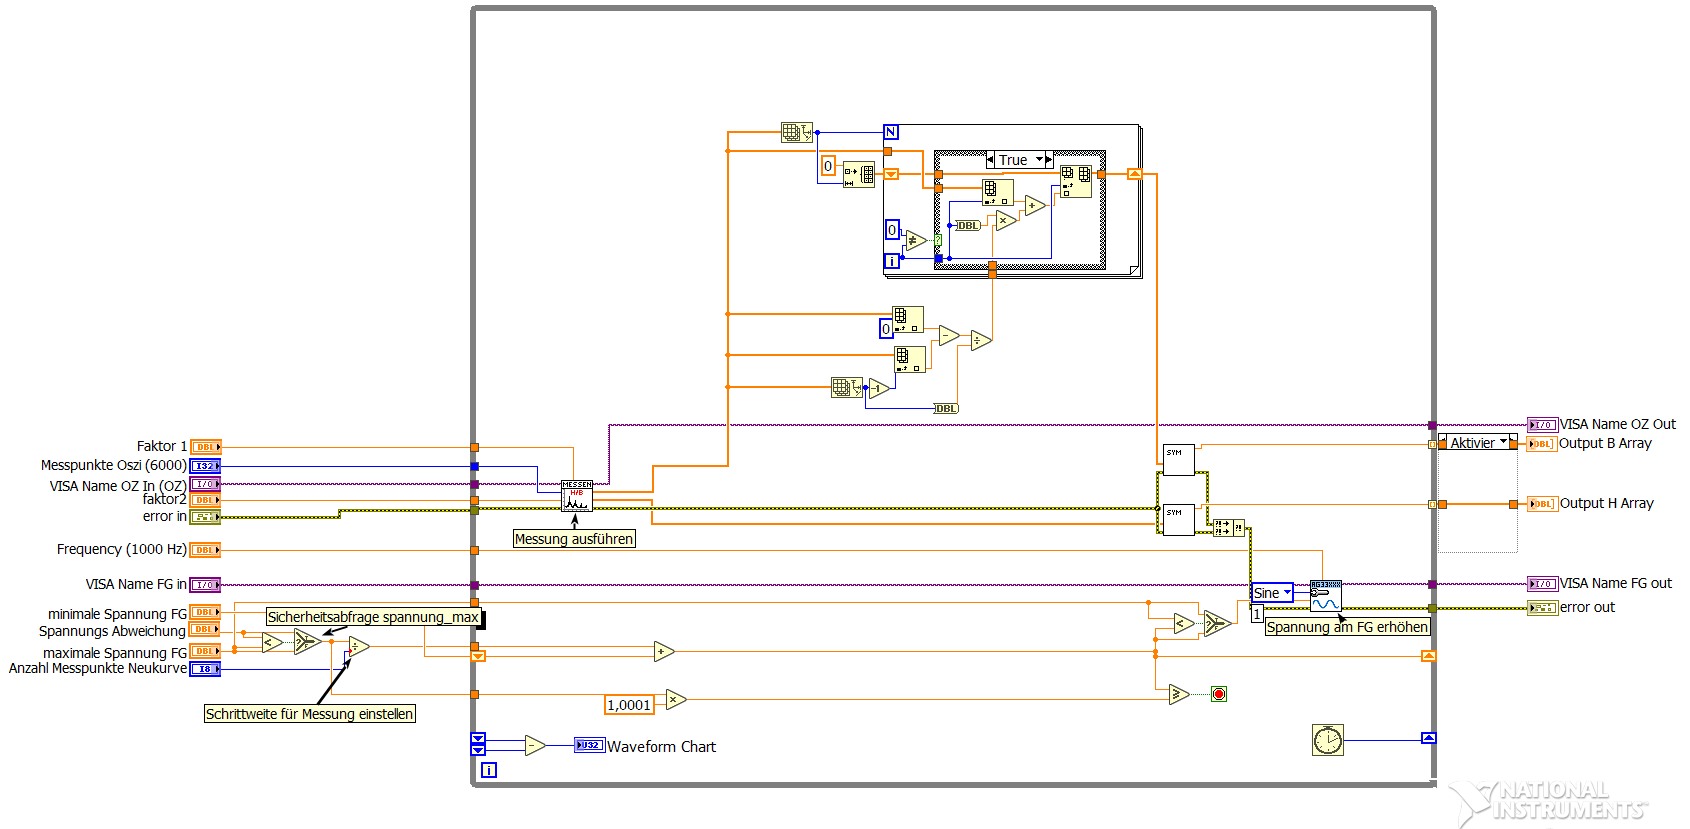 True
0
N
DBL
0
i
0
-1
DBL
Faktor 1
DBL
Messpunkte Oszi (6000)
I32
VISA Name OZ In (OZ)
I/O
faktor2
DBL
error in
MESSEN
H/B
Messung ausführen
SYM
SYM
VISA Name OZ Out
I/O
Aktivier
Output B Array
DBL
Output H Array
DBL
Frequency (1000 Hz)
DBL
VISA Name FG in
I/O
Sine
1
Spannung am FG erhöhen
VISA Name FG out
I/O
error out
minimale Spannung FG
DBL
Sicherheitsabfrage spannung_max
Spannungs Abweichung
DBL
maximale Spannung FG
DBL
Anzahl Messpunkte Neukurve
I8
Schrittweite für Messung einstellen
1,0001
U32
Waveform Chart
i
NATIONAL
INSTRUMENTS